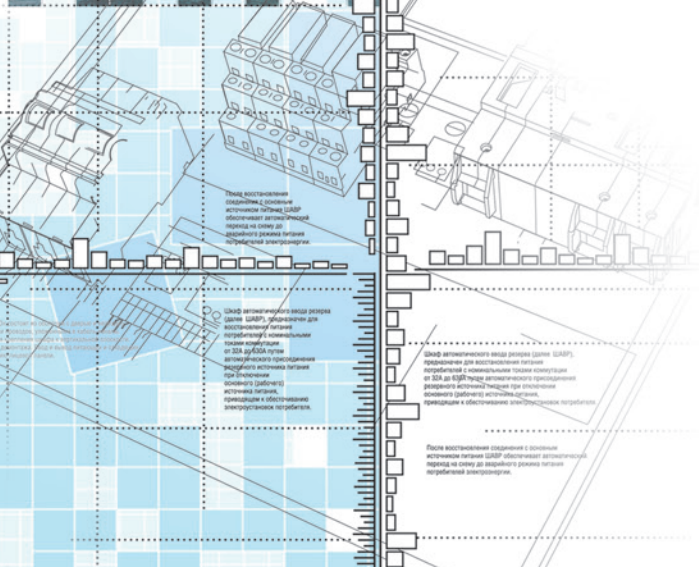 После восстановления
соединения с основным
источником питания ШАВР
обеспечивает автоматический
переход на схему до
аварийного режима питания
потребителей электроэнергии.
Шкаф автоматического ввода резерва
(далее ШАВР), предназначен для
восстановления питания
потребителей с номинальными
токами коммутации
от 32А до 630А путем
автоматического присоединения
резервного источника питания
при отключении
основного (рабочего)
источника питания,
приводящем к обесточиванию
электроустановок потребителя.
Шкаф автоматического ввода резерва (далее ШАВР),
предназначен для восстановления питания
потребителей с номинальными токами коммутации
от 32А до 630А путем автоматического присоединения
резервного источника питания при отключении
основного (рабочего) источника питания,
приводящем к обесточиванию электроустановок потребителя.
После восстановления соединения с основным
источником питания ШАВР обеспечивает автоматический
переход на схему до аварийного режима питания
потребителей электроэнергии.